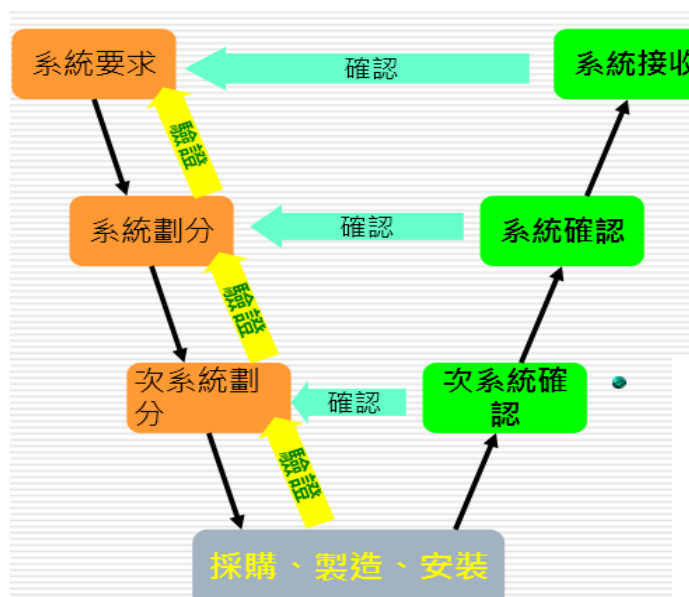 系統要求
確認
系統接收
驗證
系統劃分
確認
系統確認
驗證
次系統劃
分
確認
次系統確
認
驗證
採購、製造、安裝